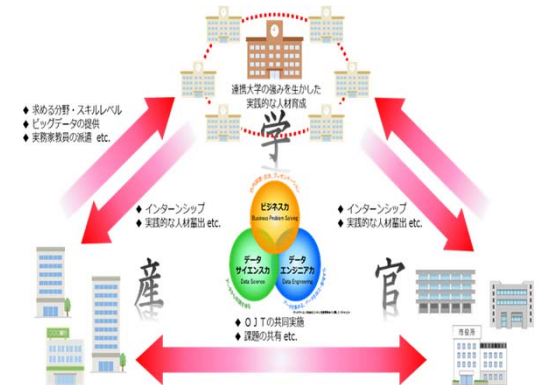 連携大学の強みを生かした
実践的な人材育成
学
◆ 求める分野・スキルレベル
◆ ビッグデータの提供
◆ 実務家教員の派遣 etc.
◆ インターンシップ
◆ 実践的な人材輩出 etc.
◆ インターンシップ
◆ 実践的な人材輩出 etc.
ビジネス力
Business Problem Solving
データ
サイエンス力
Data Science
データ
エンジニア力
Data Engineering
産
官
市役所
◆ OJTの共同実施
◆ 課題の共有 etc.